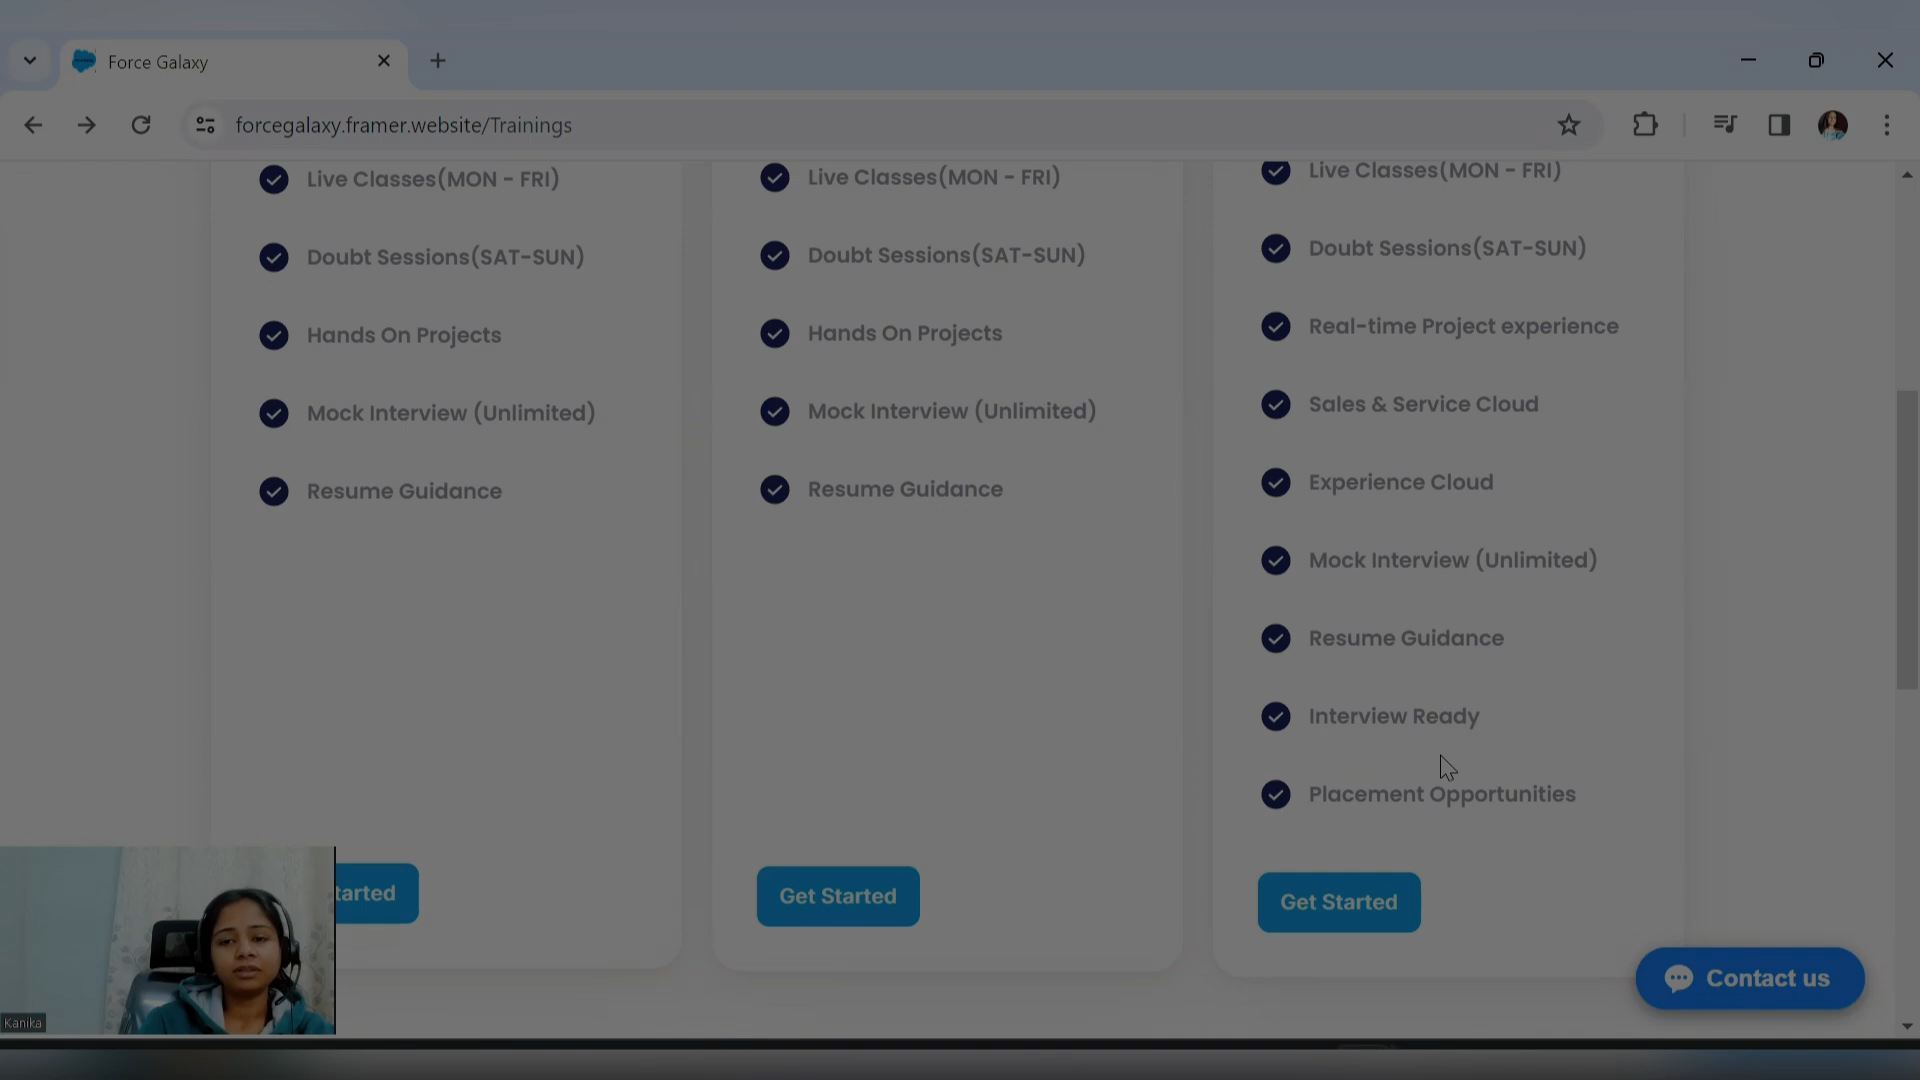 Force Galaxy
forcegalaxy.framer.website/Trainings
Live Classes(MON - FRI)
Doubt Sessions(SAT-SUN)
Hands On Projects
Mock Interview (Unlimited)
Resume Guidance
tarted
Live Classes(MON - FRI)
Doubt Sessions(SAT-SUN)
Hands On Projects
Mock Interview (Unlimited)
Resume Guidance
Get Started
Live Classes(MON - FRI)
Doubt Sessions(SAT-SUN)
Real-time Project experience
Sales & Service Cloud
Experience Cloud
Mock Interview (Unlimited)
Resume Guidance
Interview Ready
Placement Opportunities
Get Started
Contact us
Kanika